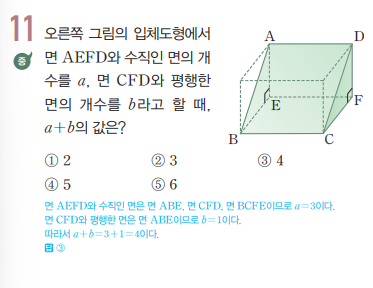 11
중
오른쪽 그림의 입체도형에서
면 AEFD와 수직인 면의 개
수를 a, 면 CFD와 평행한
면의 개수를 b라고 할 때,
a+b의 값은?
A
D
E
F
B
C
① 2 ② 3 ③ 4
④ 5 ⑤ 6
면 AEFD와 수직인 면은 면 ABE, 면 CFD, 면 BCFE이므로 a=3이다.
면 CFD와 평행한 면은 면 ABE이므로 b=1이다.
따라서 a+b=3+1=4이다.
답 ③